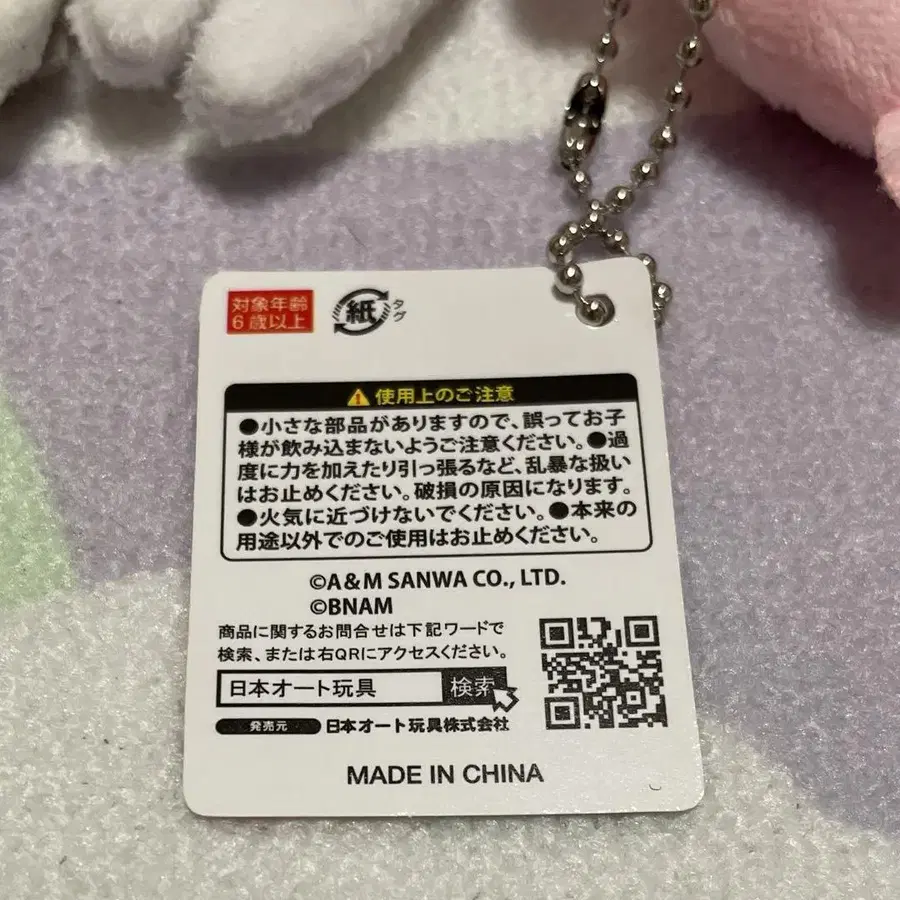 対象年齢
6歳以上
紙
タグ
使用上のご注意
●小さな部品がありますので、誤ってお子
様が飲み込まないようご注意ください。●過
度に力を加えたり引っ張るなど、乱暴な扱い
はお止めください。破損の原因になります。
●火気に近づけないでください。●本来の
用途以外でのご使用はお止めください。
©A&M SANWA CO., LTD.
©BNAM
商品に関するお問合せは下記ワードで
検索、または右QRにアクセスください。
日本オート玩具 検索
発売元 日本オート玩具株式会社
MADE IN CHINA